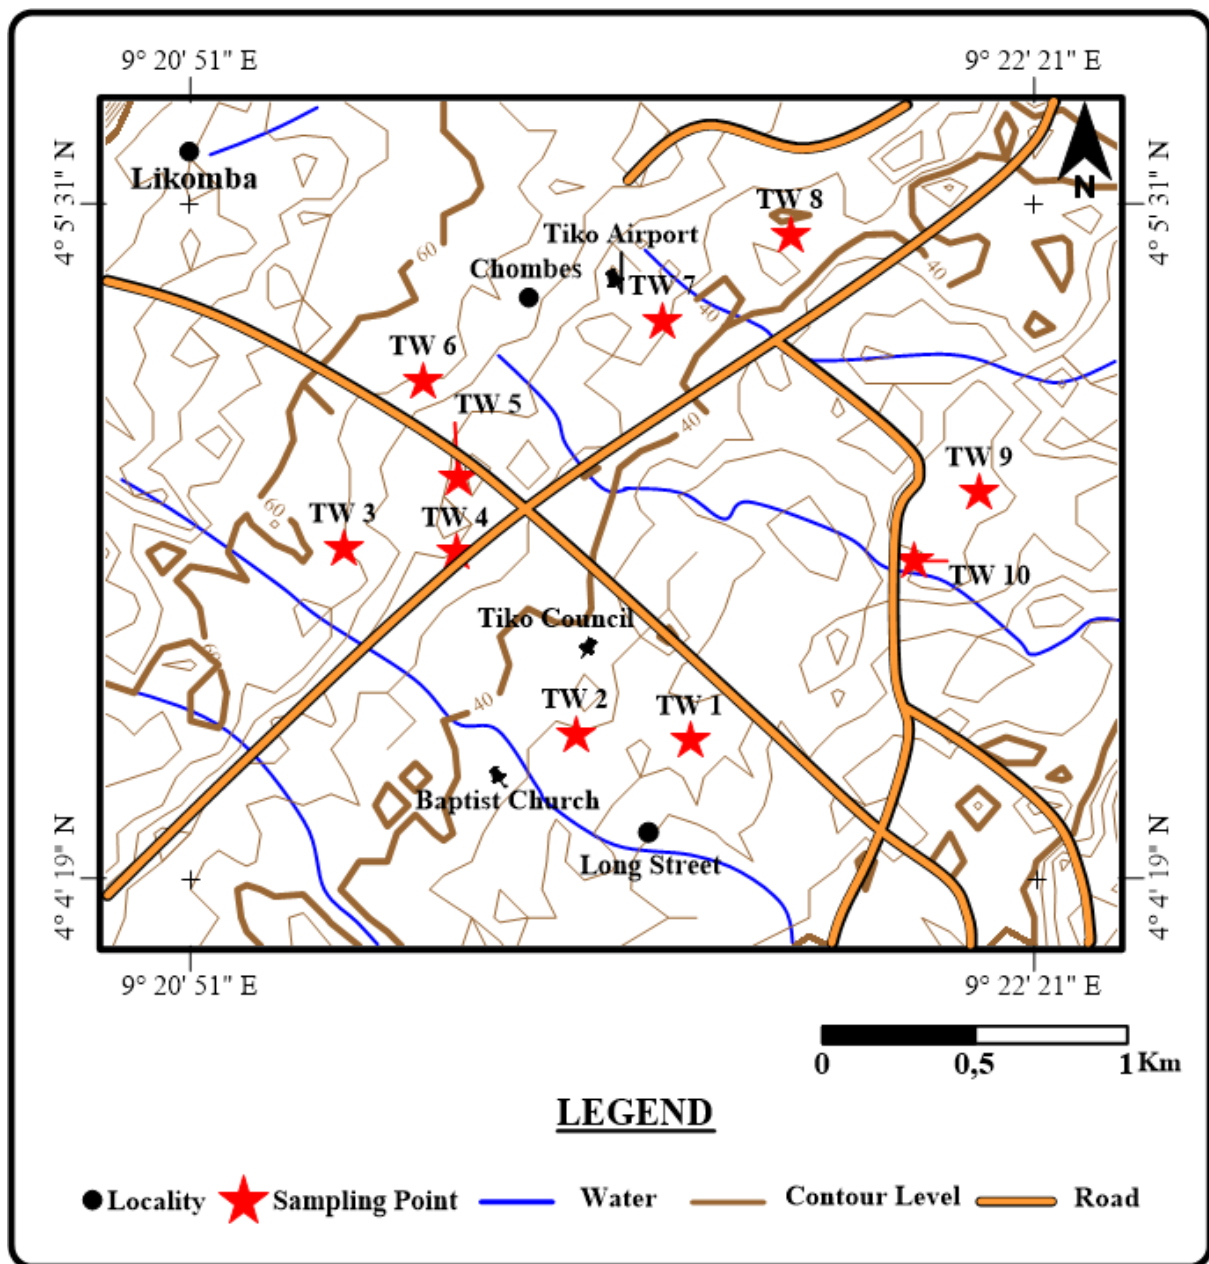 9° 20' 51" E
9° 22' 21" E
4° 5' 31" N
4° 5' 31" N
Likomba
N
TW 8
Tiko Airport
60
40
Chombes
TW 7
40
TW 6
TW 5
40
TW 9
60
TW 3
TW 4
TW 10
Tiko Council
60
TW 2
TW 1
40
Baptist Church
Long Street
4° 4' 19" N
4° 4' 19" N
9° 20' 51" E
9° 22' 21" E
0
0,5
1 Km
LEGEND
Locality
Sampling Point
Water
Contour Level
Road